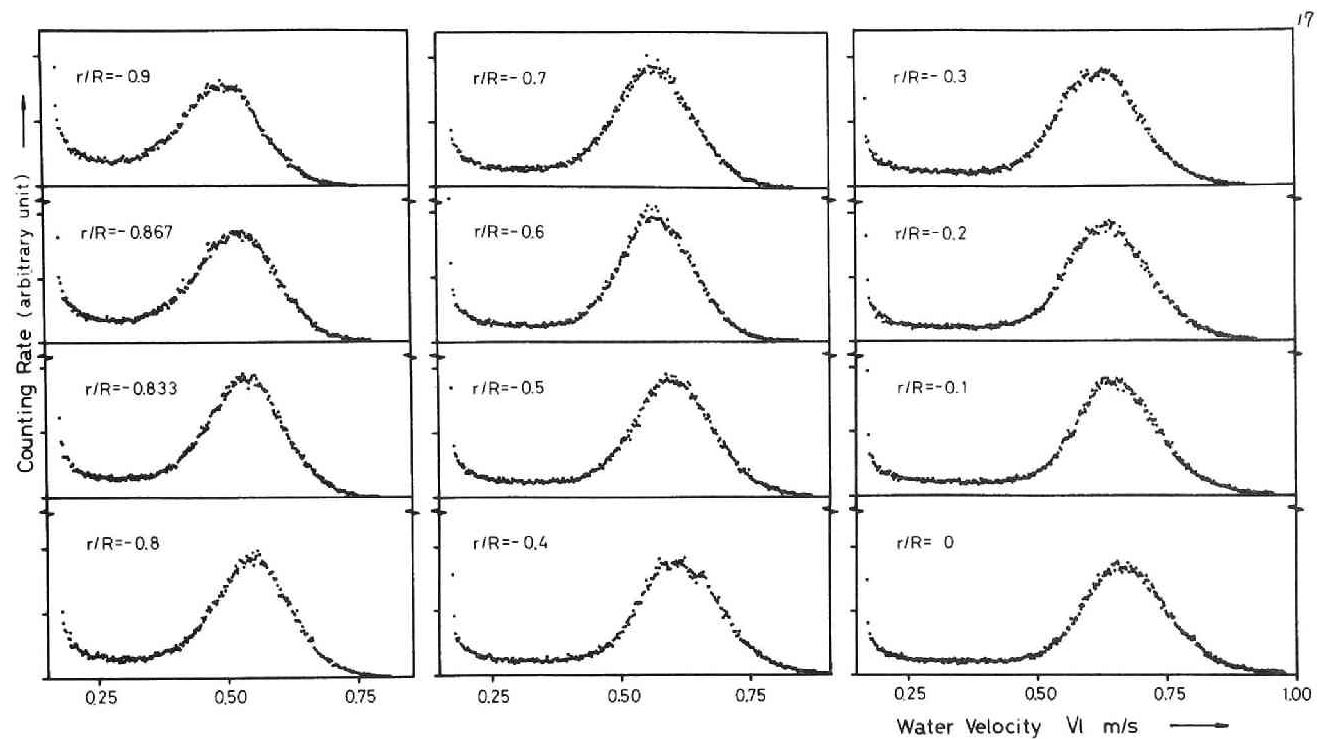 17
r/R=-0.9
r/R=-0.7
r/R=-0.3
r/R=-0.867
r/R=-0.6
r/R=-0.2
r/R=-0.833
r/R=-0.5
r/R=-0.1
r/R=-0.8
r/R=-0.4
r/R= 0
Counting Rate (arbitrary unit)
0.25 0.50 0.75 0.25 0.50 0.75 0.25 0.50 0.75 1.00
Water Velocity Vl m/s